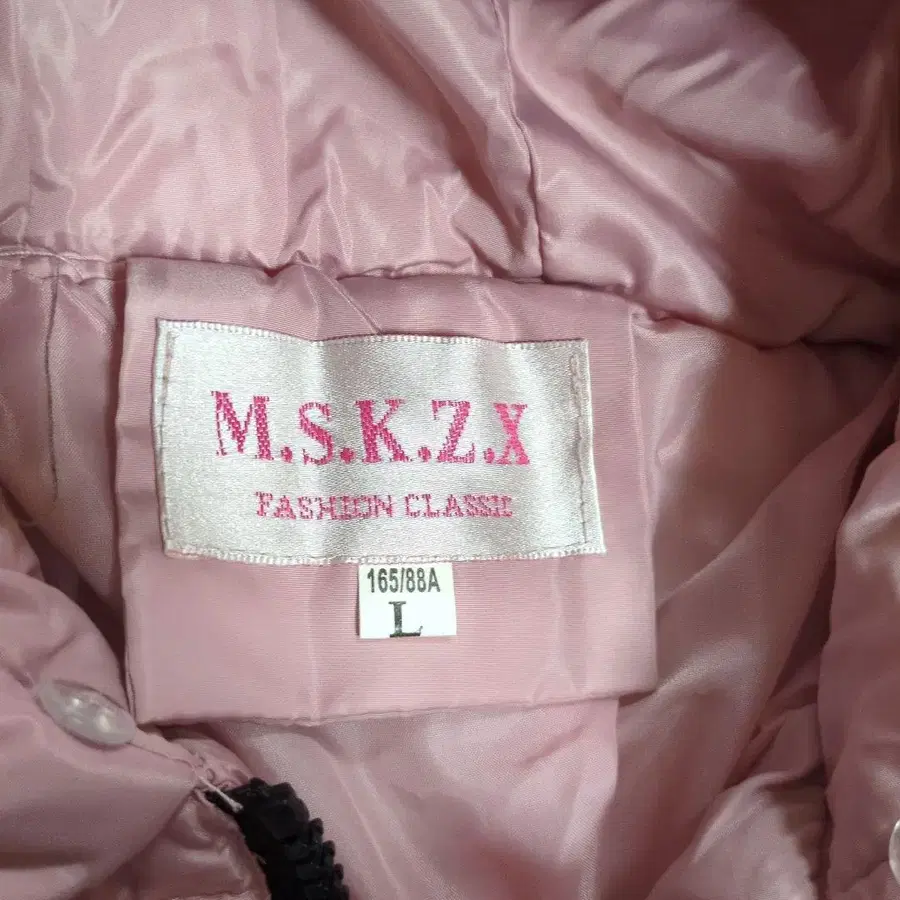 M.S.K.Z.X
FASHION CLASSIC
165/88A
L